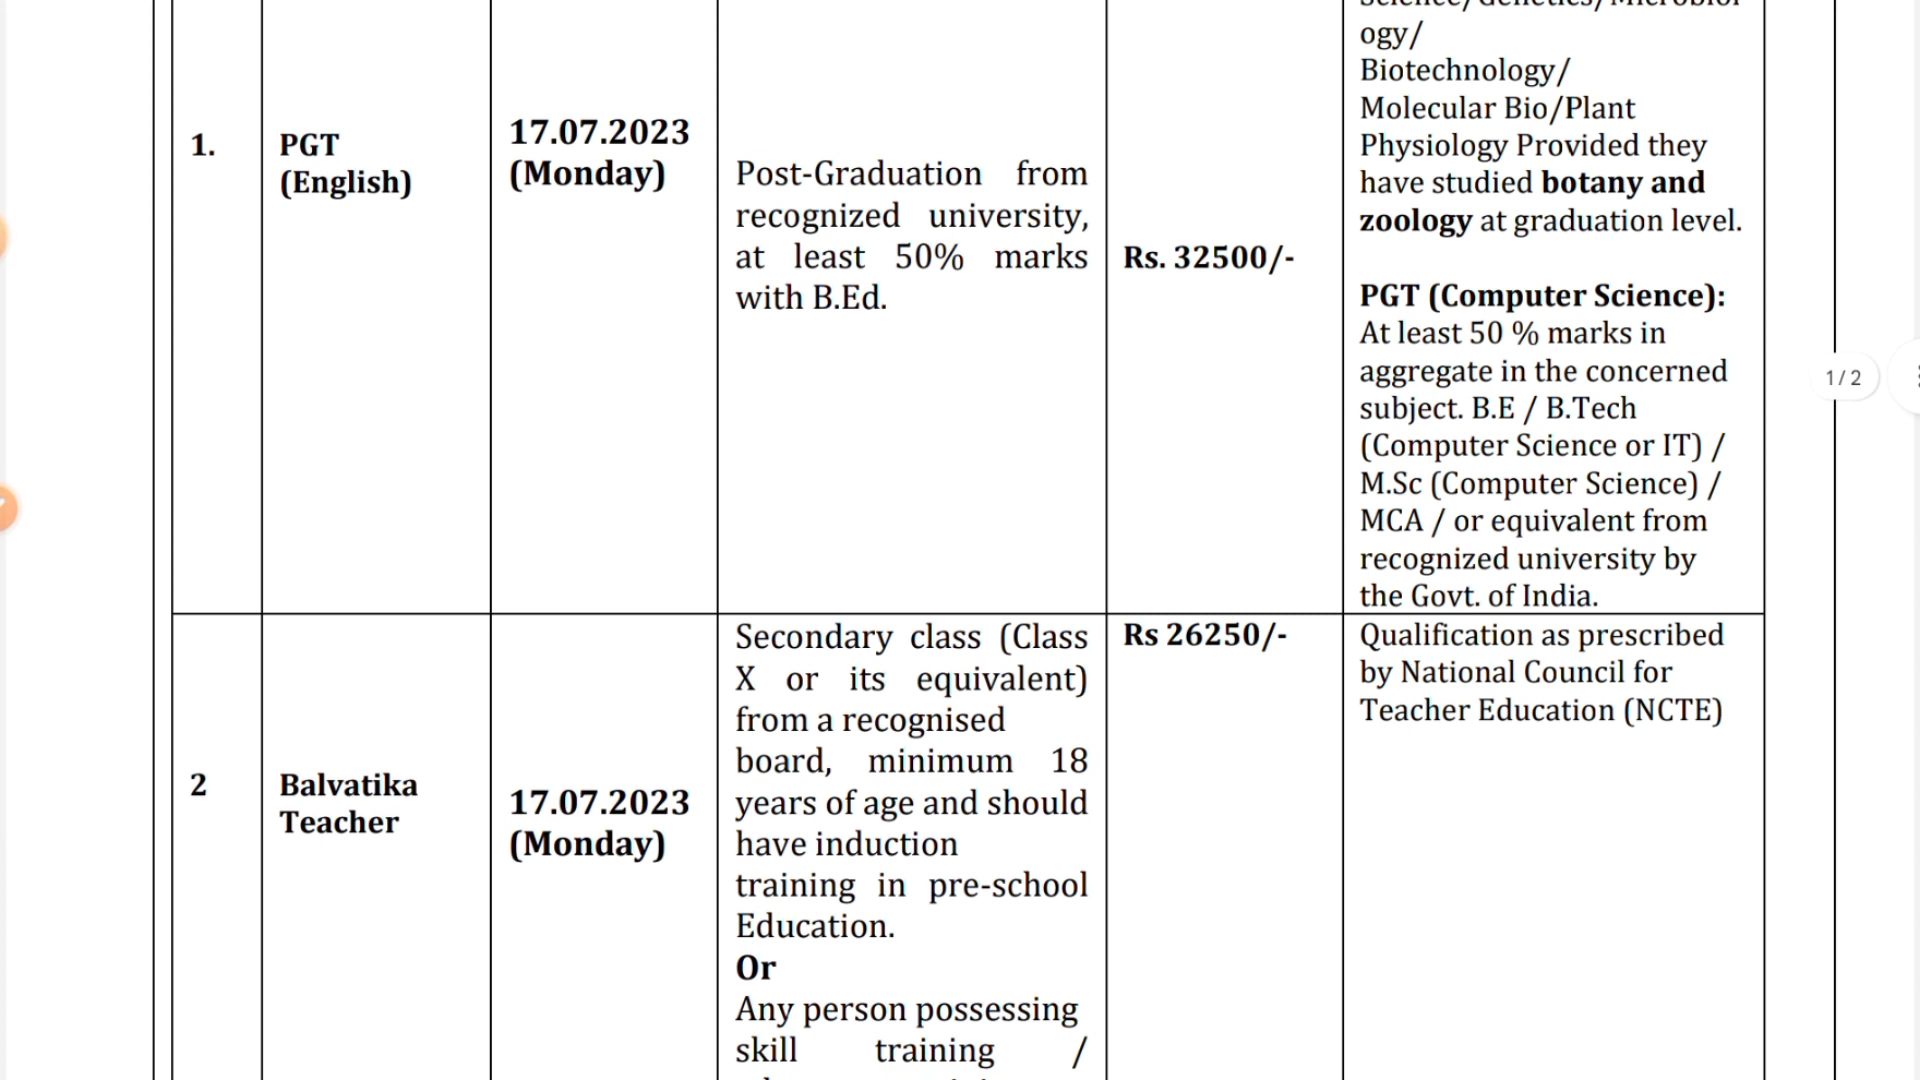 1.
PGT
(English)
17.07.2023
(Monday)
Post-Graduation from
recognized university,
at least 50% marks
with B.Ed.
Rs. 32500/-
ogy/
Biotechnology/
Molecular Bio/Plant
Physiology Provided they
have studied botany and
zoology at graduation level.
PGT (Computer Science):
At least 50 % marks in
aggregate in the concerned
subject. B.E / B.Tech
(Computer Science or IT) /
M.Sc (Computer Science) /
MCA / or equivalent from
recognized university by
the Govt. of India.
2
Balvatika
Teacher
17.07.2023
(Monday)
Secondary class (Class
X or its equivalent)
from a recognised
board, minimum 18
years of age and should
have induction
training in pre-school
Education.
Or
Any person possessing
skill training /
Rs 26250/-
Qualification as prescribed
by National Council for
Teacher Education (NCTE)
1 / 2